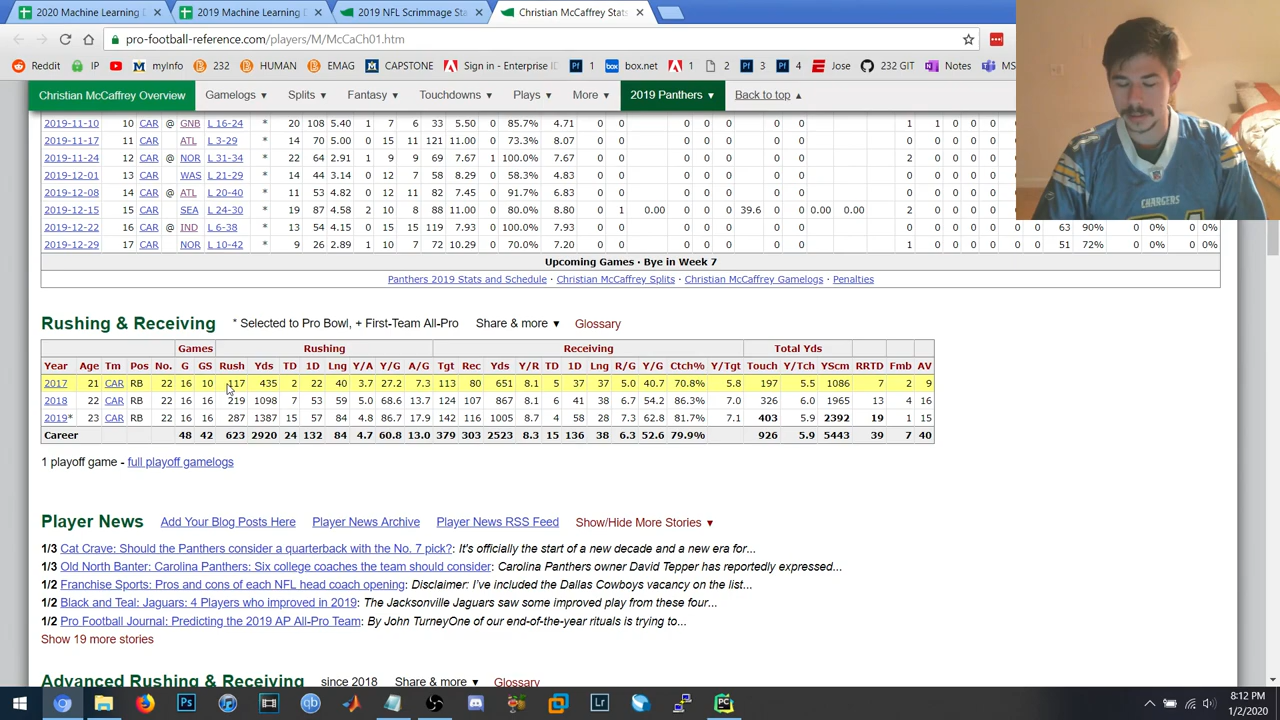 2020 Machine Learning D
2019 Machine Learning D
2019 NFL Scrimmage Sta
Christian McCaffrey Stats
pro-football-reference.com/players/M/McCaCh01.htm
Reddit IP myInfo 232 HUMAN EMAG CAPSTONE Sign in - Enterprise ID box.net 1 2 3 4 Jose 232 GIT Notes MS
Christian McCaffrey Overview Gamelogs ▼ Splits ▼ Fantasy ▼ Touchdowns ▼ Plays ▼ More ▼ 2019 Panthers ▼ Back to top ▲
2019-11-10 10 CAR @ GNB L 16-24 * 20 108 5.40 1 7 6 33 5.50 0 85.7% 4.71 0 0 0 0 0 0 1 1 0 0 0
2019-11-17 11 CAR ATL L 3-29 * 14 70 5.00 0 15 11 121 11.00 0 73.3% 8.07 0 0 0 0 0 0 0 0 0 0 0
2019-11-24 12 CAR @ NOR L 31-34 * 22 64 2.91 1 9 9 69 7.67 1 100.0% 7.67 0 0 0 0 0 0 2 0 0 0 0
2019-12-01 13 CAR WAS L 21-29 * 14 44 3.14 0 12 7 58 8.29 0 58.3% 4.83 0 0 0 0 0 0 0 0 0 0 0
2019-12-08 14 CAR @ ATL L 20-40 * 11 53 4.82 0 12 11 82 7.45 0 91.7% 6.83 0 0 0 0 0 0 0 0 0 0 0
2019-12-15 15 CAR SEA L 24-30 * 19 87 4.58 2 10 8 88 11.00 0 80.0% 8.80 0 1 0.00 0 0 0 39.6 0 0 0.00 0.00 2 0 0 0
2019-12-22 16 CAR @ IND L 6-38 * 13 54 4.15 0 15 15 119 7.93 0 100.0% 7.93 0 0 0 0 0 0 0 0 0 0 0 63 90% 0 0% 0 0%
2019-12-29 17 CAR NOR L 10-42 * 9 26 2.89 1 10 7 72 10.29 0 70.0% 7.20 0 0 0 0 0 0 1 0 0 0 0 51 72% 0 0% 0 0%
Upcoming Games · Bye in Week 7
Panthers 2019 Stats and Schedule · Christian McCaffrey Splits · Christian McCaffrey Gamelogs · Penalties
Rushing & Receiving * Selected to Pro Bowl, + First-Team All-Pro Share & more ▼ Glossary
Games Rushing Receiving Total Yds
Year Age Tm Pos No. G GS Rush Yds TD 1D Lng Y/A Y/G A/G Tgt Rec Yds Y/R TD 1D Lng R/G Y/G Ctch% Y/Tgt Touch Y/Tch YScm RRTD Fmb AV
2017 21 CAR RB 22 16 10 117 435 2 22 40 3.7 27.2 7.3 113 80 651 8.1 5 37 37 5.0 40.7 70.8% 5.8 197 5.5 1086 7 2 9
2018 22 CAR RB 22 16 16 219 1098 7 53 59 5.0 68.6 13.7 124 107 867 8.1 6 41 38 6.7 54.2 86.3% 7.0 326 6.0 1965 13 4 16
2019* 23 CAR RB 22 16 16 287 1387 15 57 84 4.8 86.7 17.9 142 116 1005 8.7 4 58 28 7.3 62.8 81.7% 7.1 403 5.9 2392 19 1 15
Career 48 42 623 2920 24 132 84 4.7 60.8 13.0 379 303 2523 8.3 15 136 38 6.3 52.6 79.9% 926 5.9 5443 39 7 40
1 playoff game - full playoff gamelogs
Player News Add Your Blog Posts Here Player News Archive Player News RSS Feed Show/Hide More Stories ▼
1/3 Cat Crave: Should the Panthers consider a quarterback with the No. 7 pick?: It's officially the start of a new decade and a new era for...
1/3 Old North Banter: Carolina Panthers: Six college coaches the team should consider: Carolina Panthers owner David Tepper has reportedly expressed...
1/2 Franchise Sports: Pros and cons of each NFL head coach opening: Disclaimer: I've included the Dallas Cowboys vacancy on the list...
1/2 Black and Teal: Jaguars: 4 Players who improved in 2019: The Jacksonville Jaguars saw some improved play from these four...
1/2 Pro Football Journal: Predicting the 2019 AP All-Pro Team: By John TurneyOne of our end-of-the-year rituals is trying to...
Show 19 more stories
Advanced Rushing & Receiving since 2018 Share & more ▼ Glossary
CHARGERS
8:12 PM
1/2/2020